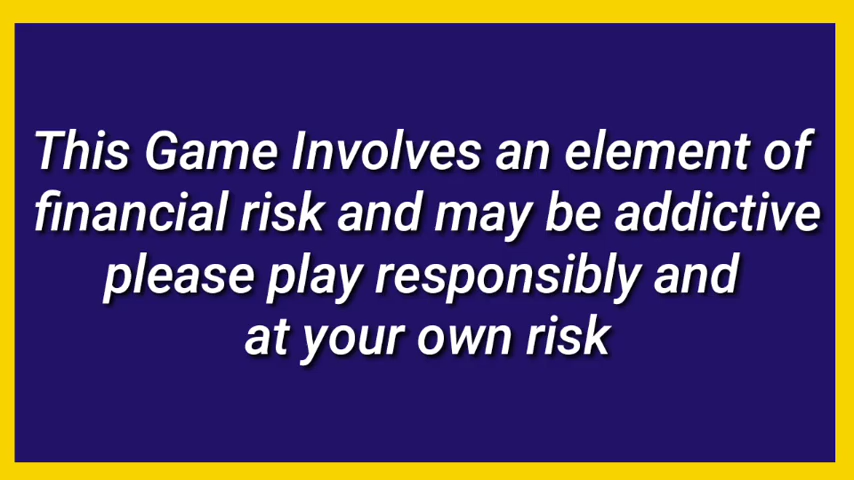 This Game Involves an element of
financial risk and may be addictive
please play responsibly and
at your own risk